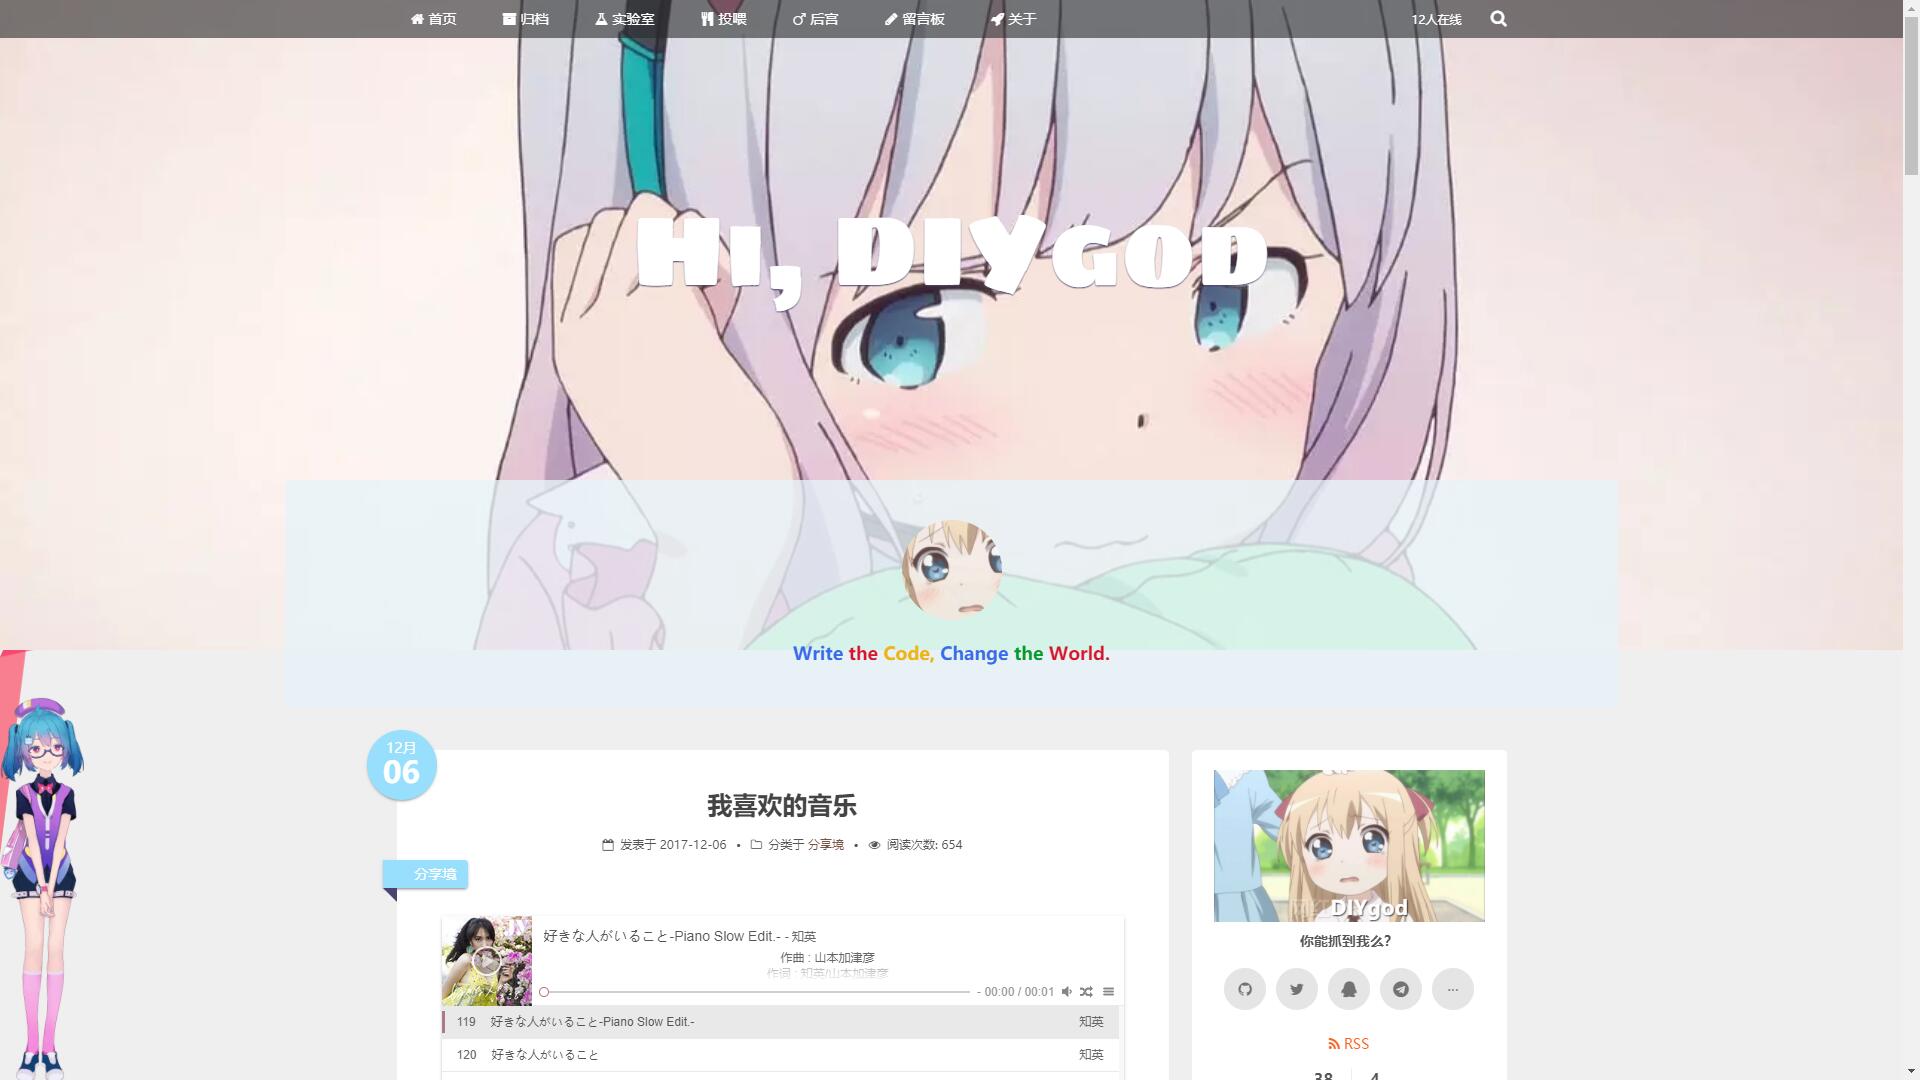 首页 归档 实验室 投喂 后宫 留言板 关于 12人在线
Hi, DIYgod
Write the Code, Change the World.
12月
06
我喜欢的音乐
发表于 2017-12-06 • 分类于 分享境 • 阅读次数: 654
分享境
好きな人がいること-Piano Slow Edit.- - 知英
作曲 : 山本加津彦
作词 : 知英/山本加津彦
- 00:00 / 00:01
119 好きな人がいること-Piano Slow Edit.- 知英
120 好きな人がいること 知英
DIYgod
你能抓到我么?
RSS
38 4